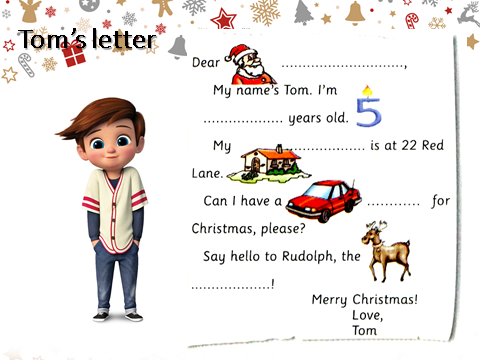 Tom's letter
Dear ........................,
My name's Tom. I'm
................... years old. 5
My ..................... is at 22 Red
Lane.
Can I have a ............ for
Christmas, please?
Say hello to Rudolph, the
..................!
Merry Christmas!
Love,
Tom